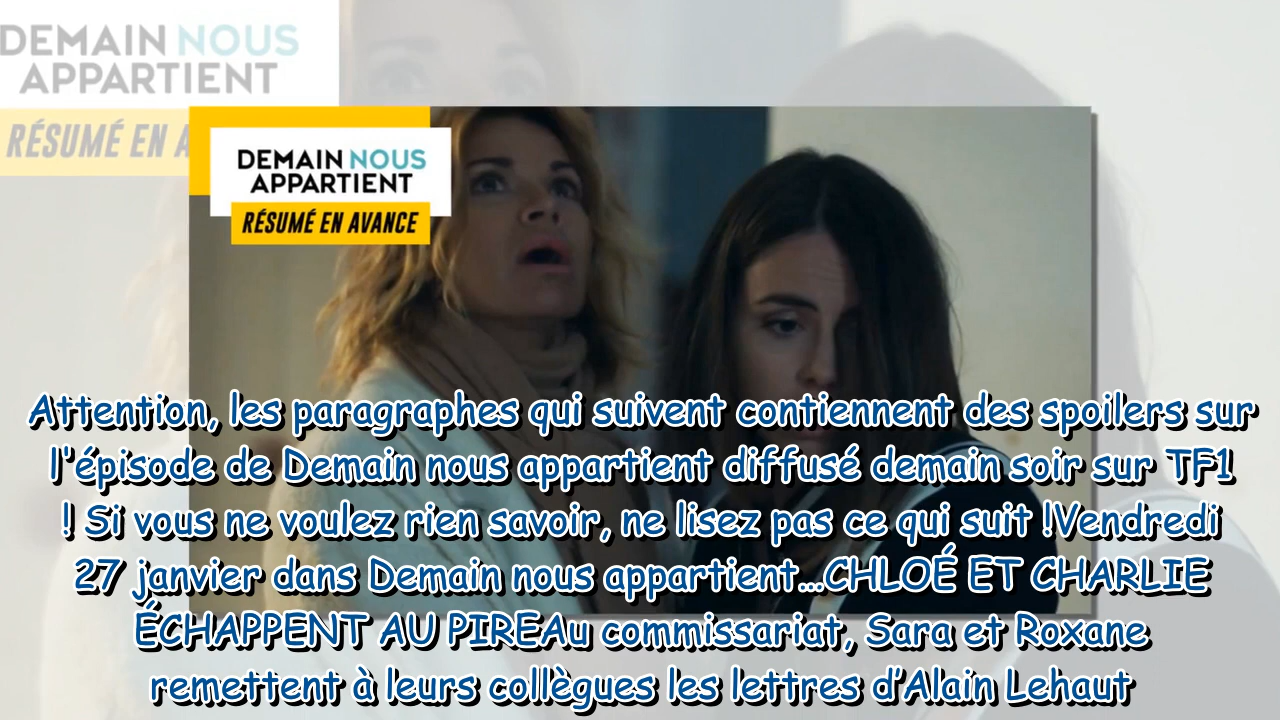 DEMAIN NOUS
APPARTIENT
RÉSUMÉ EN A
DEMAIN NOUS
APPARTIENT
RÉSUMÉ EN AVANCE
Attention, les paragraphes qui suivent contiennent des spoilers sur
l'épisode de Demain nous appartient diffusé demain soir sur TF1
! Si vous ne voulez rien savoir, ne lisez pas ce qui suit !Vendredi
27 janvier dans Demain nous appartient...CHLOÉ ET CHARLIE
ÉCHAPPENT AU PIREAu commissariat, Sara et Roxane
remettent à leurs collègues les lettres d'Alain Lehaut